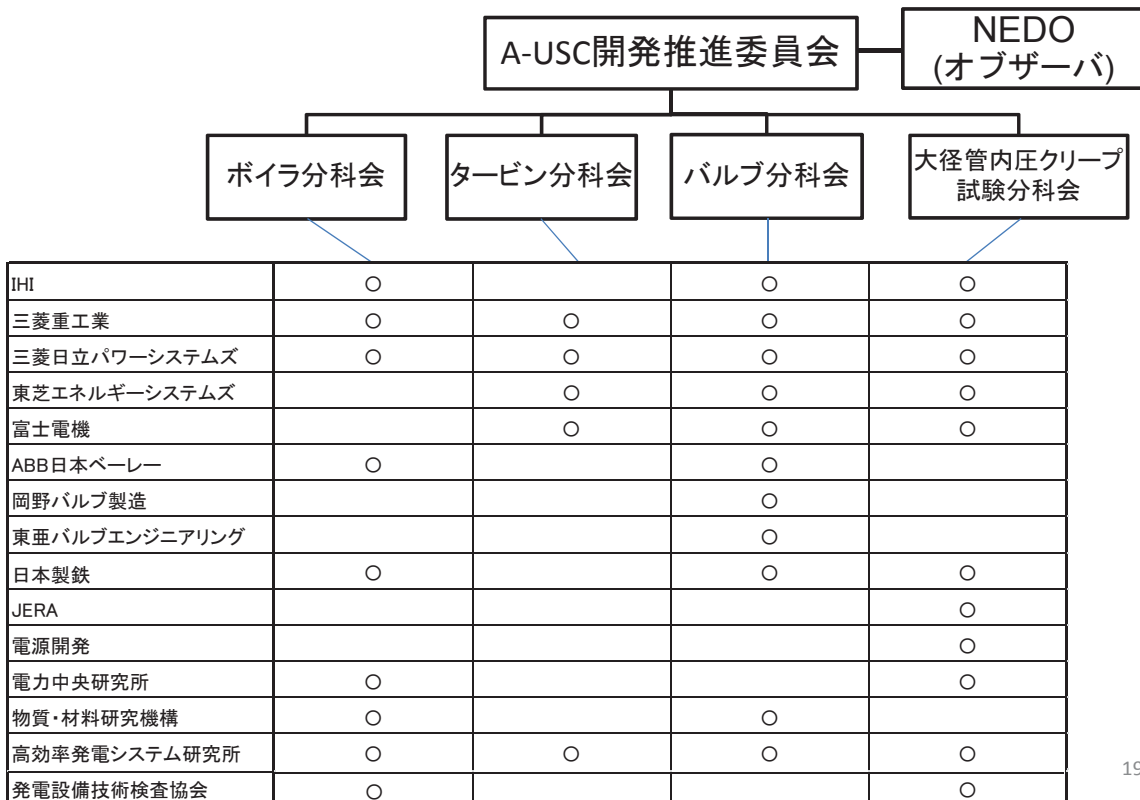 A-USC開発推進委員会
NEDO
(オブザーバ)
ボイラ分科会
タービン分科会
バルブ分科会
大径管内圧クリープ
試験分科会
IHI ○ ○ ○
三菱重工業 ○ ○ ○ ○
三菱日立パワーシステムズ ○ ○ ○ ○
東芝エネルギーシステムズ ○ ○ ○
富士電機 ○ ○ ○
ABB日本ベーレー ○ ○
岡野バルブ製造 ○
東亜バルブエンジニアリング ○
日本製鉄 ○ ○ ○
JERA ○
電源開発 ○
電力中央研究所 ○ ○
物質・材料研究機構 ○ ○
高効率発電システム研究所 ○ ○ ○ ○
発電設備技術検査協会 ○ ○
19